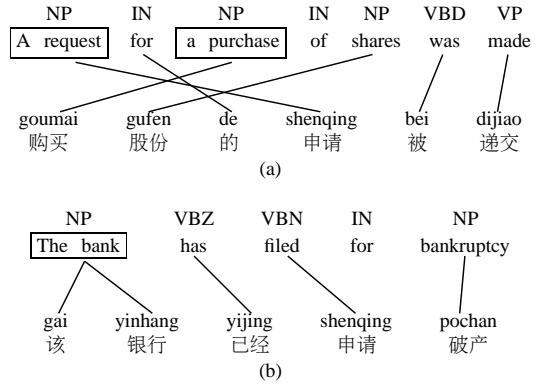 NP IN NP IN NP VBD VP
A request for a purchase of shares was made
goumai gufen de shenqing bei dijiao
购买 股份 的 申请 被 递交
(a)
NP VBZ VBN IN NP
The bank has filed for bankruptcy
gai yinhang yijing shenqing pochan
该 银行 已经 申请 破产
(b)